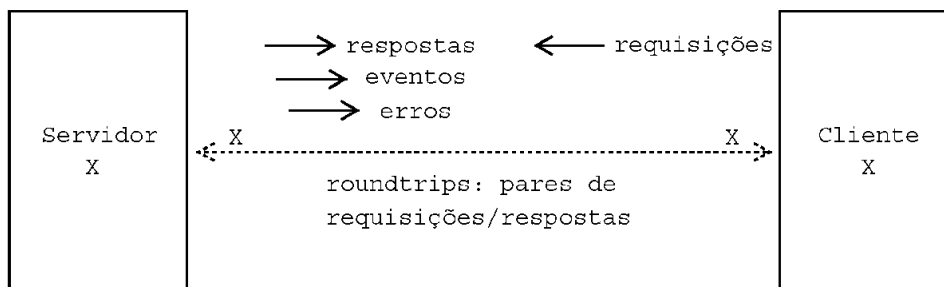 respostas
requisições
eventos
erros
Servidor
X
X
X
Cliente
X
roundtrips: pares de
requisições/respostas